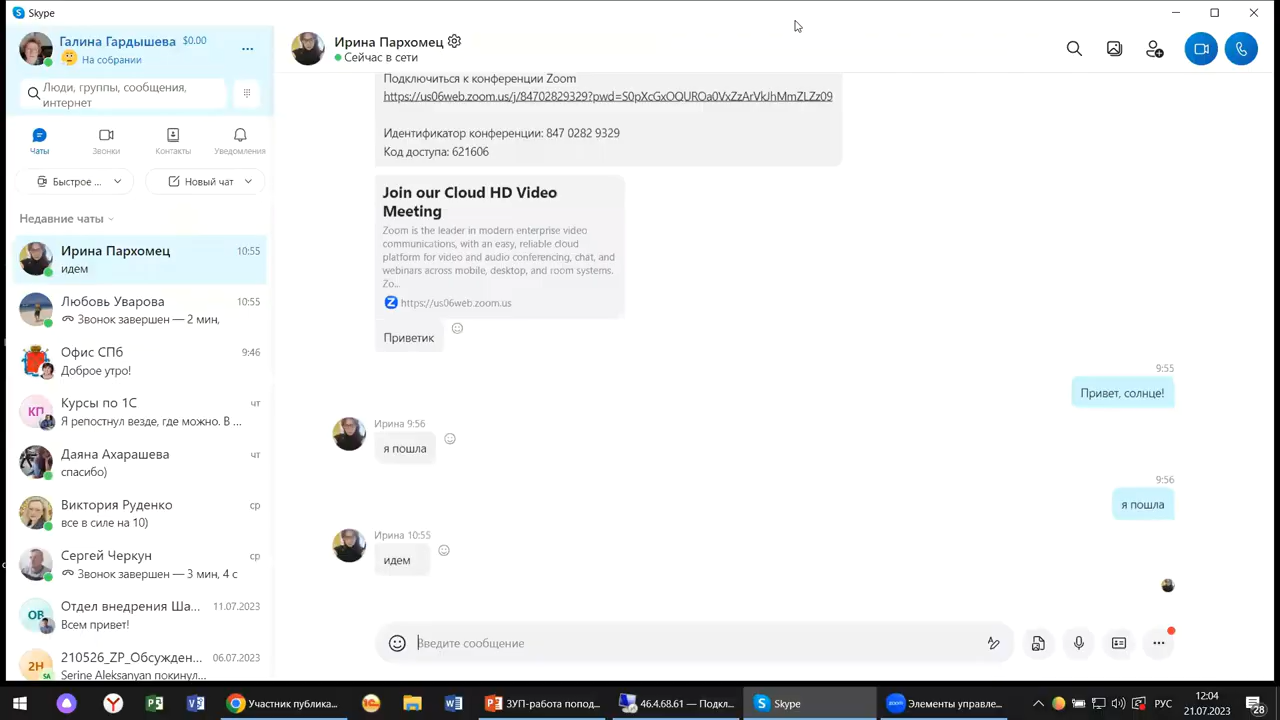 Skype
Галина Гардышева $0.00
На собрании
Люди, группы, сообщения,
интернет
Чаты
Звонки
Контакты
Уведомления
Быстрое ...
Новый чат
Недавние чаты
Ирина Пархомец 10:55
идем
Любовь Уварова 10:55
Звонок завершен — 2 мин,
Офис СПб 9:46
Доброе утро!
КП
Курсы по 1С чт
Я репостнул везде, где можно. В ...
Даяна Ахарашева чт
спасибо)
Виктория Руденко ср
все в силе на 10)
Сергей Черкун ср
Звонок завершен — 3 мин, 4 с
ОВ
Отдел внедрения Ша... 11.07.2023
Всем привет!
2Н
SA
210526_ZP_Обсужден... 06.07.2023
Serine Aleksanyan покинул...
Ирина Пархомец
Сейчас в сети
Подключиться к конференции Zoom
https://us06web.zoom.us/j/84702829329?pwd=S0pXcGxOQUROa0VxZzArVkJhMmZLZz09
Идентификатор конференции: 847 0282 9329
Код доступа: 621606
Join our Cloud HD Video
Meeting
Zoom is the leader in modern enterprise video
communications, with an easy, reliable cloud
platform for video and audio conferencing, chat, and
webinars across mobile, desktop, and room systems.
Zo...
https://us06web.zoom.us
Приветик
9:55
Привет, солнце!
Ирина 9:56
я пошла
9:56
я пошла
Ирина 10:55
идем
Введите сообщение
Участник публика...
ЗУП-работа попод...
46.4.68.61 — Подкл...
Skype
Элементы управле...
РУС
12:04
21.07.2023
28